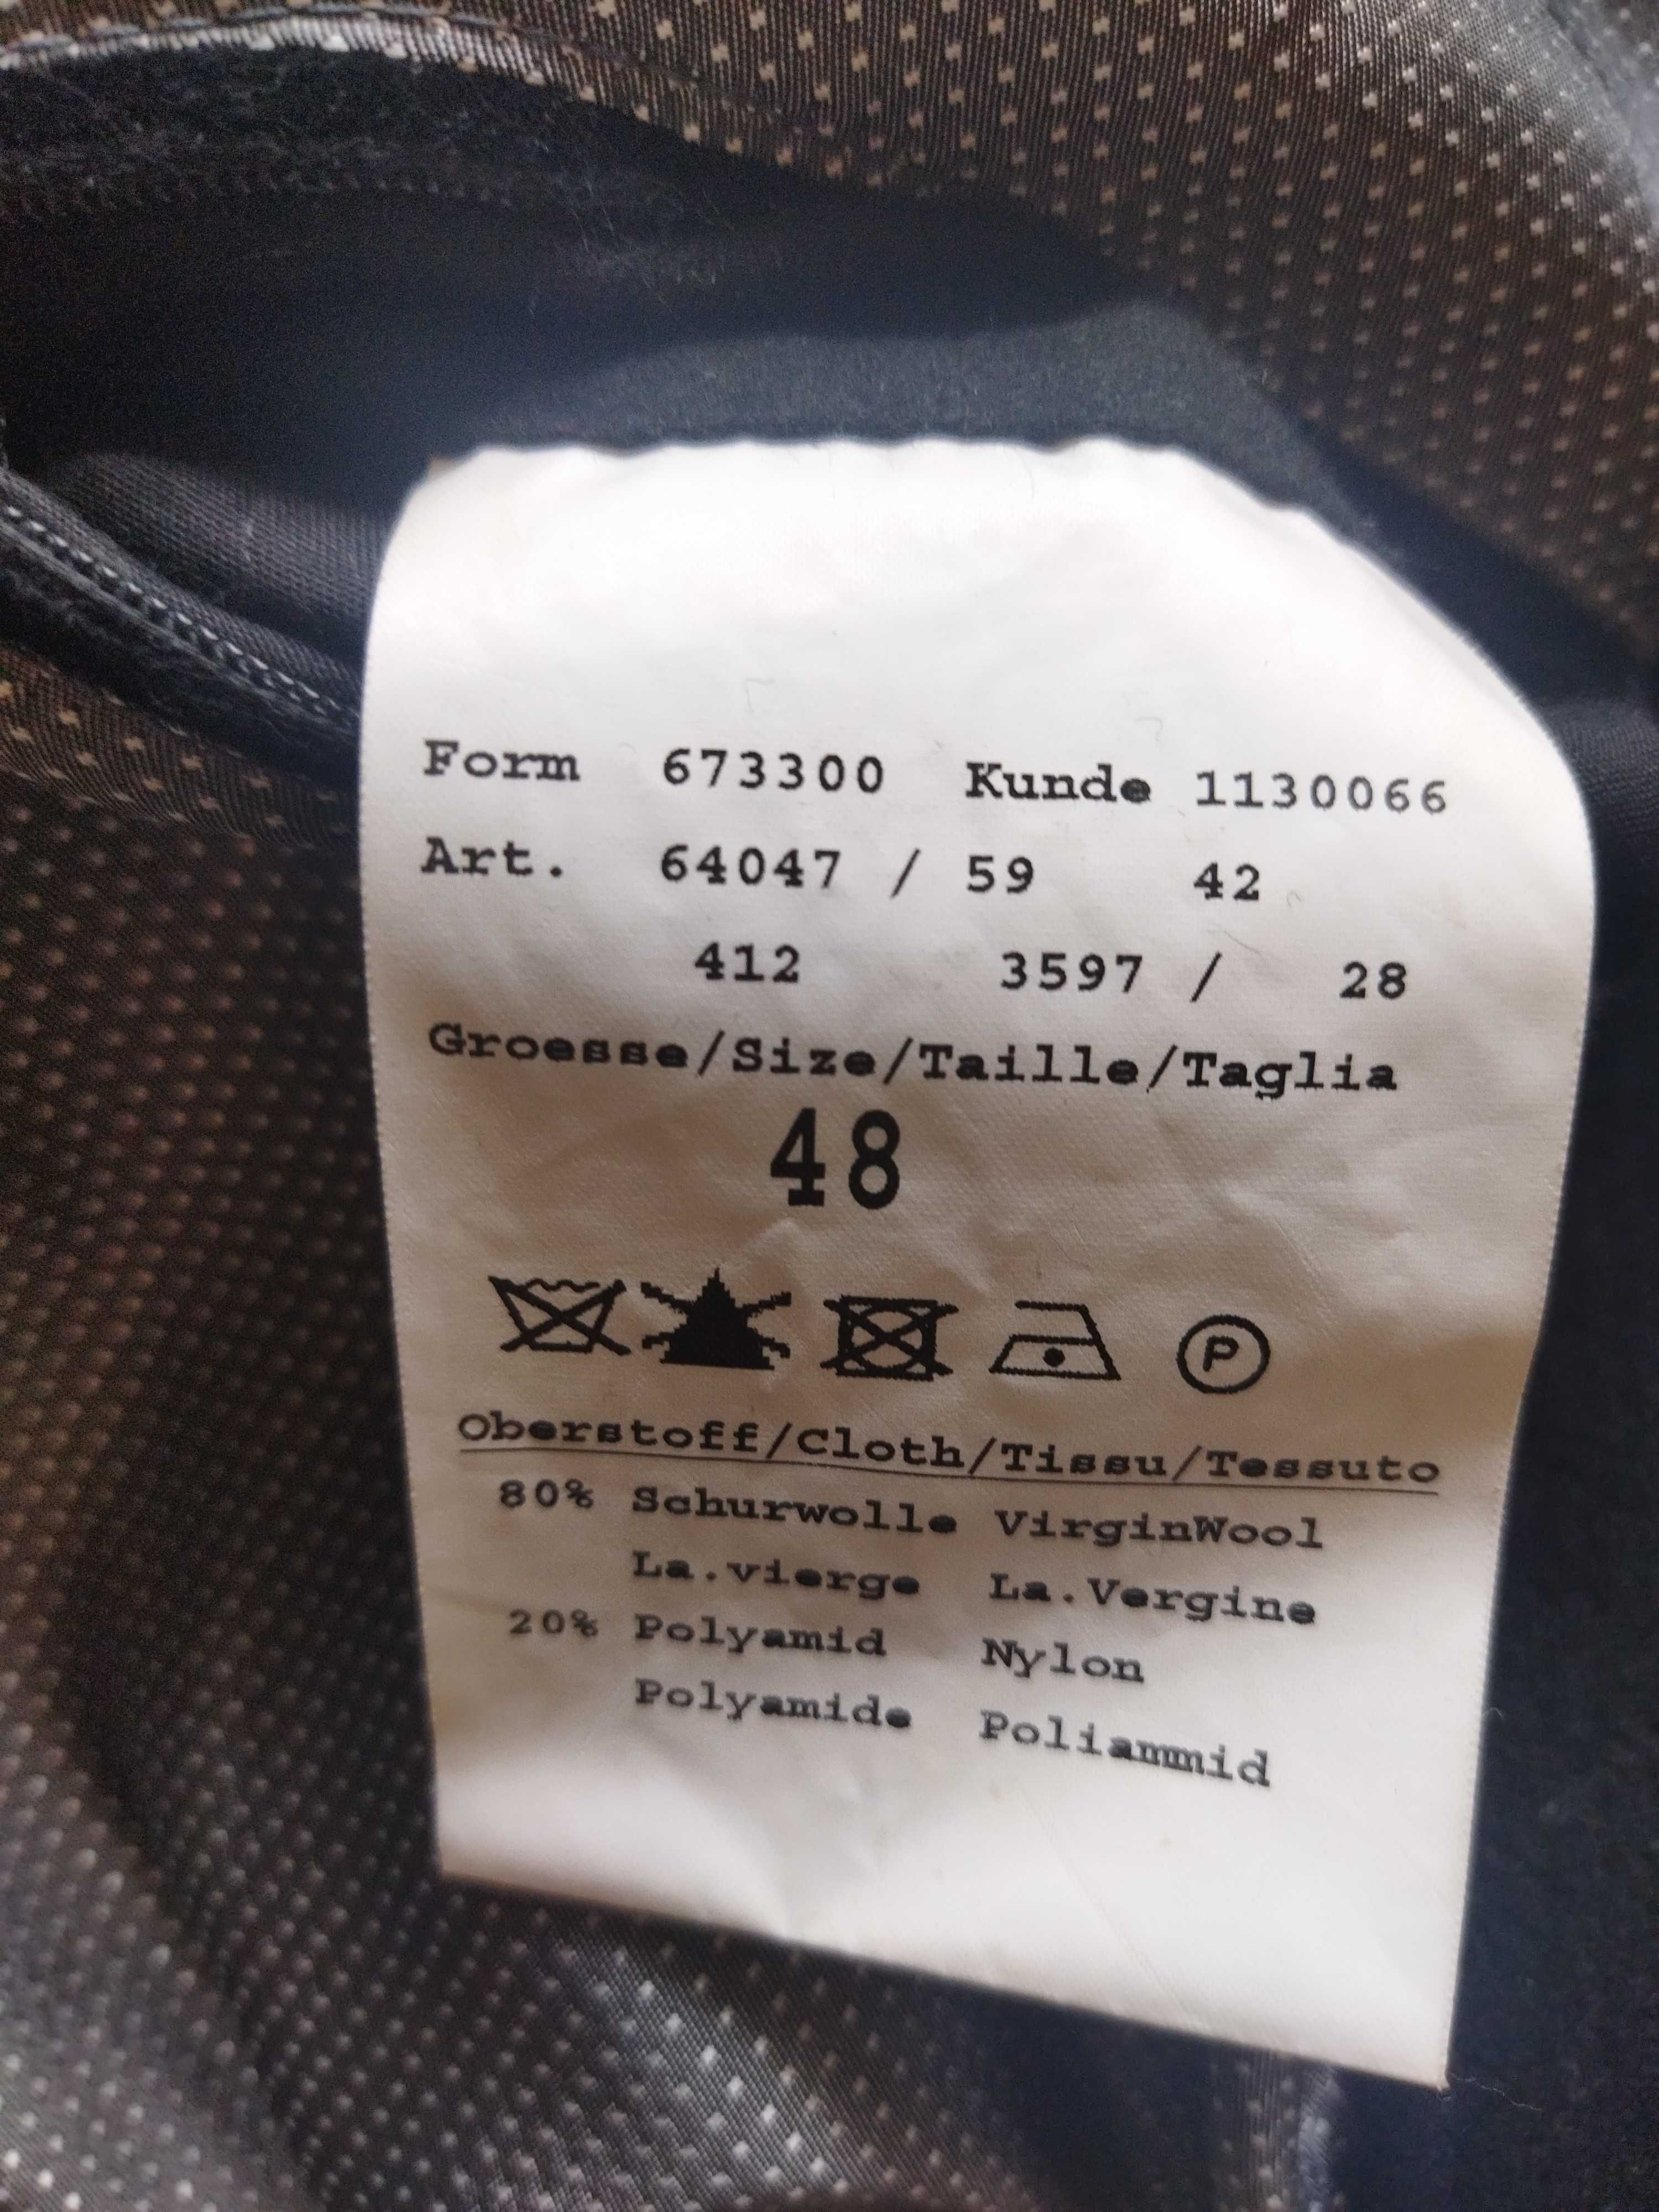 Form 673300 Kunde 1130066
Art. 64047 / 59 42
412 3597 / 28
Groesse/Size/Taille/Taglia
48
P
Oberstoff/Cloth/Tissu/Tessuto
80% Schurwolle VirginWool
La.vierge La.Vergine
20% Polyamid Nylon
Polyamide Poliammid